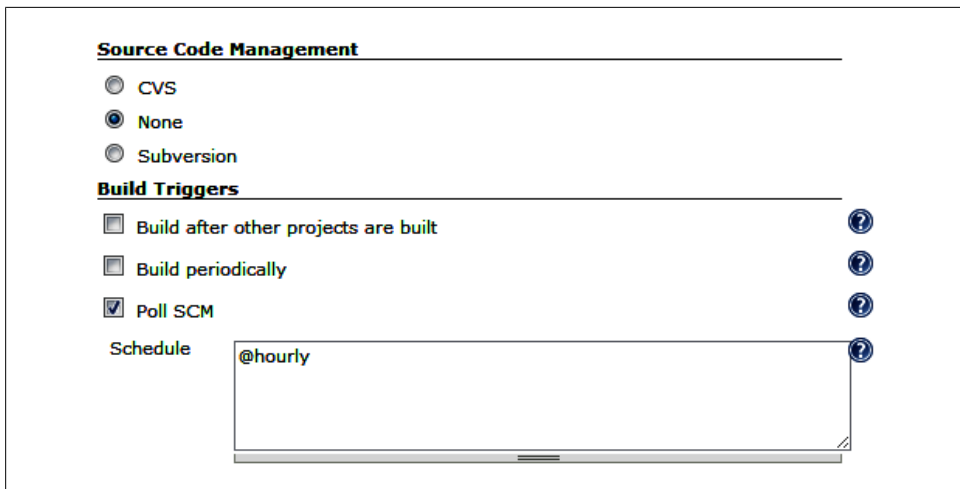 Source Code Management
CVS
None
Subversion
Build Triggers
Build after other projects are built
?
Build periodically
?
Poll SCM
?
Schedule
@hourly
?